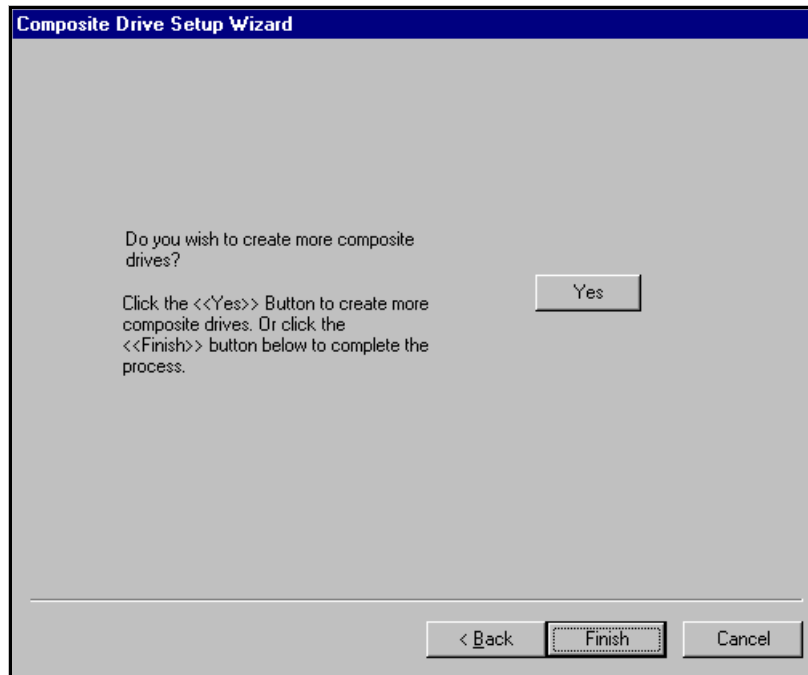 Composite Drive Setup Wizard
Do you wish to create more composite
drives?
Yes
Click the <<Yes>> Button to create more
composite drives. Or click the
<<Finish>> button below to complete the
process.
< Back
Finish
Cancel